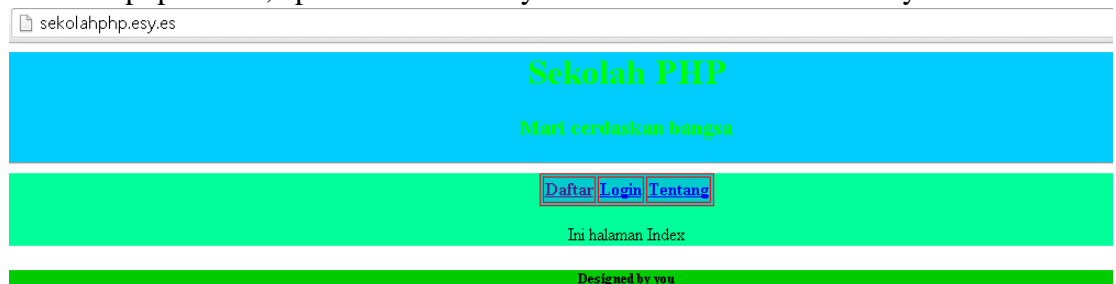 sekolahphp.esy.es
Sekolah PHP
Mari cerdaskan bangsa
Daftar Login Tentang
Ini halaman Index
Designed by you